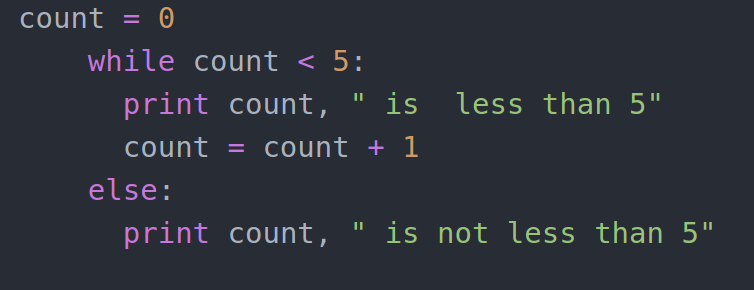 count = 0
    while count < 5:
      print count, " is  less than 5"
      count = count + 1
    else:
      print count, " is not less than 5"